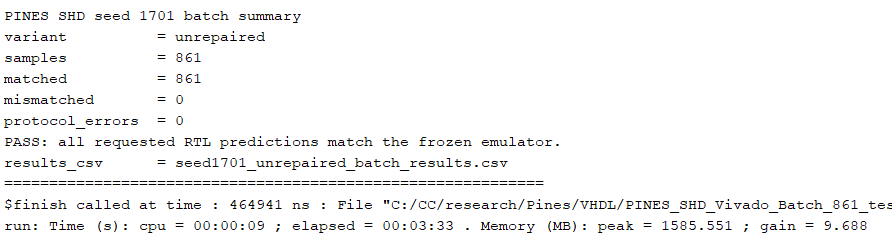 PINES SHD seed 1701 batch summary
variant = unrepaired
samples = 861
matched = 861
mismatched = 0
protocol_errors = 0
PASS: all requested RTL predictions match the frozen emulator.
results_csv = seed1701_unrepaired_batch_results.csv
============================================================
$finish called at time : 464941 ns : File "C:/CC/research/Pines/VHDL/PINES_SHD_Vivado_Batch_861_tes
run: Time (s): cpu = 00:00:09 ; elapsed = 00:03:33 . Memory (MB): peak = 1585.551 ; gain = 9.688